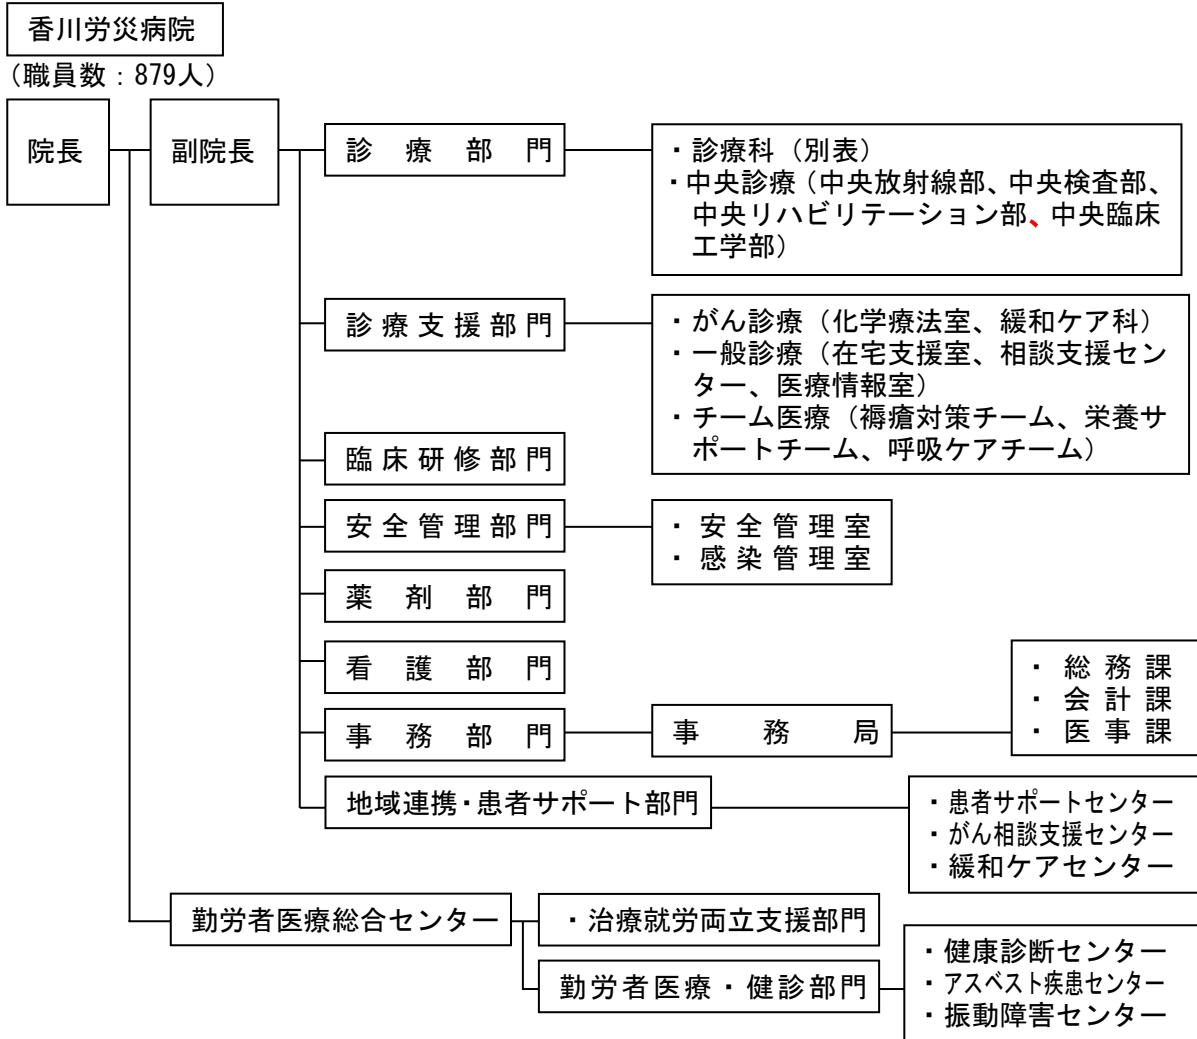 香川労災病院
(職員数：879人)
院長
副院長
診療部門
・診療科（別表）
・中央診療（中央放射線部、中央検査部、
中央リハビリテーション部、中央臨床
工学部）
診療支援部門
・がん診療（化学療法室、緩和ケア科）
・一般診療（在宅支援室、相談支援セン
ター、医療情報室）
・チーム医療（褥瘡対策チーム、栄養サ
ポートチーム、呼吸ケアチーム）
臨床研修部門
安全管理部門
・安全管理室
・感染管理室
薬剤部門
看護部門
事務部門
事務局
・総務課
・会計課
・医事課
地域連携・患者サポート部門
・患者サポートセンター
・がん相談支援センター
・緩和ケアセンター
勤労者医療総合センター
・治療就労両立支援部門
勤労者医療・健診部門
・健康診断センター
・アスベスト疾患センター
・振動障害センター